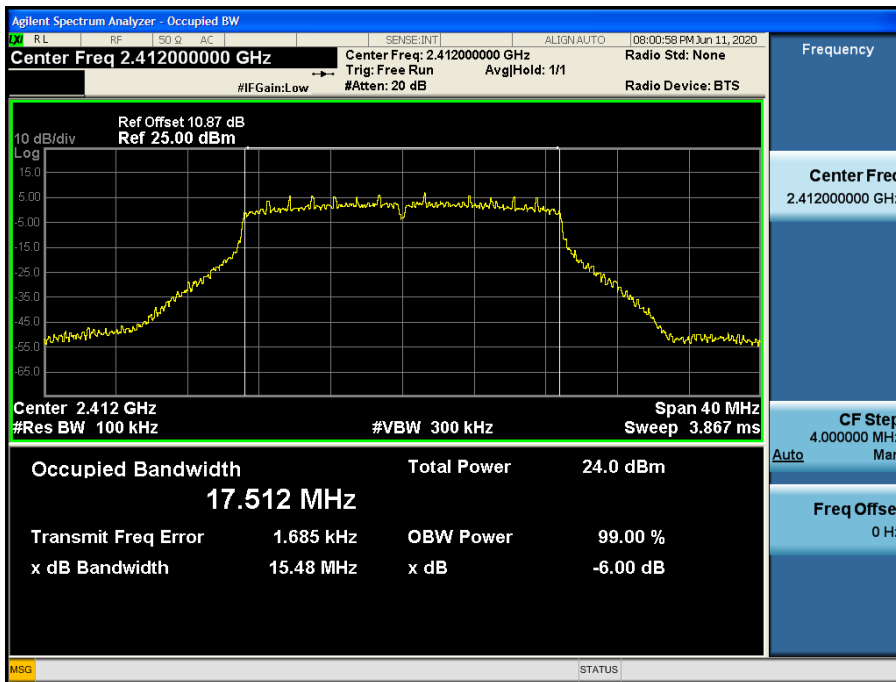 Agilent Spectrum Analyzer - Occupied BW
LXI RL RF 50 Ω AC SENSE:INT ALIGN AUTO 08:00:58 PM Jun 11, 2020
Center Freq 2.412000000 GHz
Center Freq: 2.412000000 GHz
Radio Std: None
Trig: Free Run Avg|Hold: 1/1
#IFGain:Low
#Atten: 20 dB
Radio Device: BTS
Frequency
Ref Offset 10.87 dB
10 dB/div Ref 25.00 dBm
Log
15.0
5.00
-5.00
-15.0
-25.0
-35.0
-45.0
-55.0
-65.0
Center 2.412 GHz Span 40 MHz
#Res BW 100 kHz #VBW 300 kHz Sweep 3.867 ms
Occupied Bandwidth Total Power 24.0 dBm
17.512 MHz
Transmit Freq Error 1.685 kHz OBW Power 99.00 %
x dB Bandwidth 15.48 MHz x dB -6.00 dB
Center Freq
2.412000000 GHz
CF Step
4.000000 MHz
Auto Man
Freq Offse
0 Hz
MSG STATUS